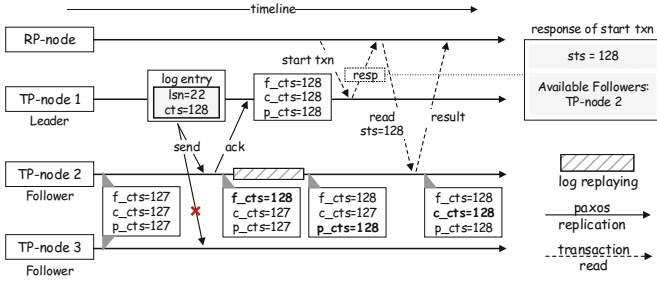 timeline
RP-node
start txn
response of start txn
sts = 128
Available Followers:
TP-node 2
resp
log entry
lsn=22
cts=128
f_cts=128
c_cts=128
p_cts=128
TP-node 1
Leader
read
sts=128
result
send
ack
TP-node 2
Follower
f_cts=127
c_cts=127
p_cts=127
f_cts=128
c_cts=127
p_cts=127
f_cts=128
c_cts=127
p_cts=128
f_cts=128
c_cts=128
p_cts=128
TP-node 3
Follower
log replaying
paxos
replication
transaction
read